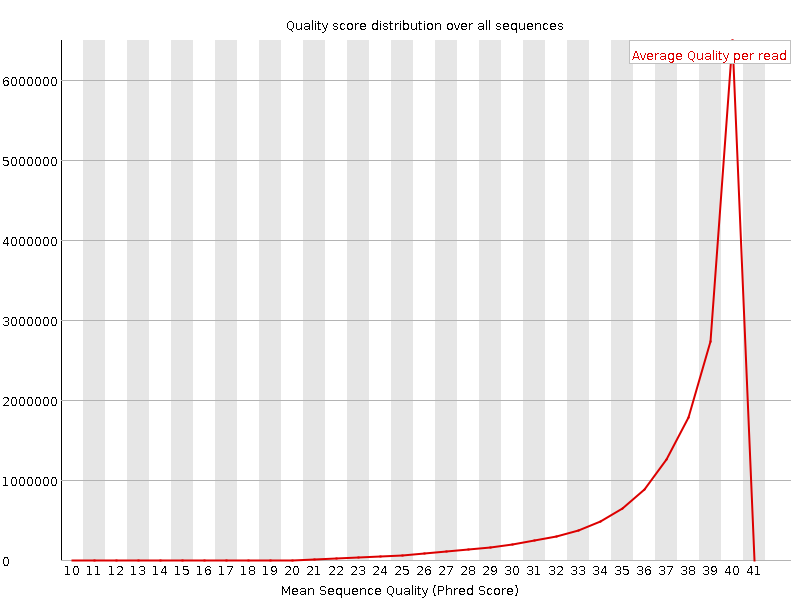 Quality score distribution over all sequences
Average Quality per read
6000000
5000000
4000000
3000000
2000000
1000000
0
10 11 12 13 14 15 16 17 18 19 20 21 22 23 24 25 26 27 28 29 30 31 32 33 34 35 36 37 38 39 40 41
Mean Sequence Quality (Phred Score)